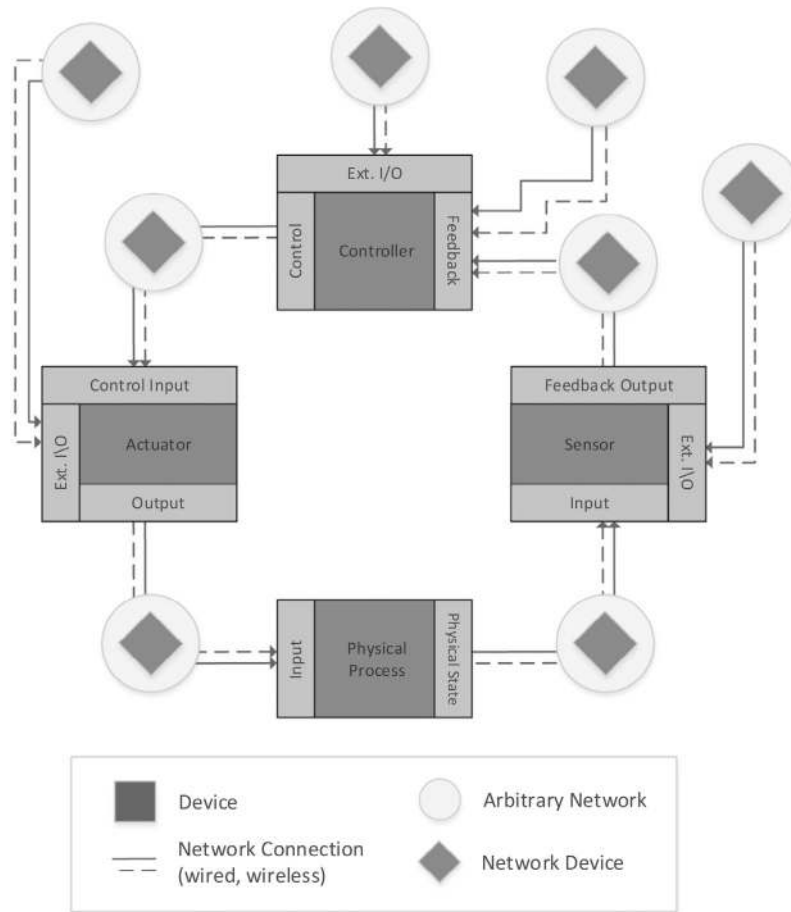 Ext. I/O
Control
Controller
Feedback
Control Input
Ext. I\O
Actuator
Output
Feedback Output
Sensor
Ext. I\O
Input
Input
Physical
Process
Physical State
Device
Arbitrary Network
Network Connection
(wired, wireless)
Network Device